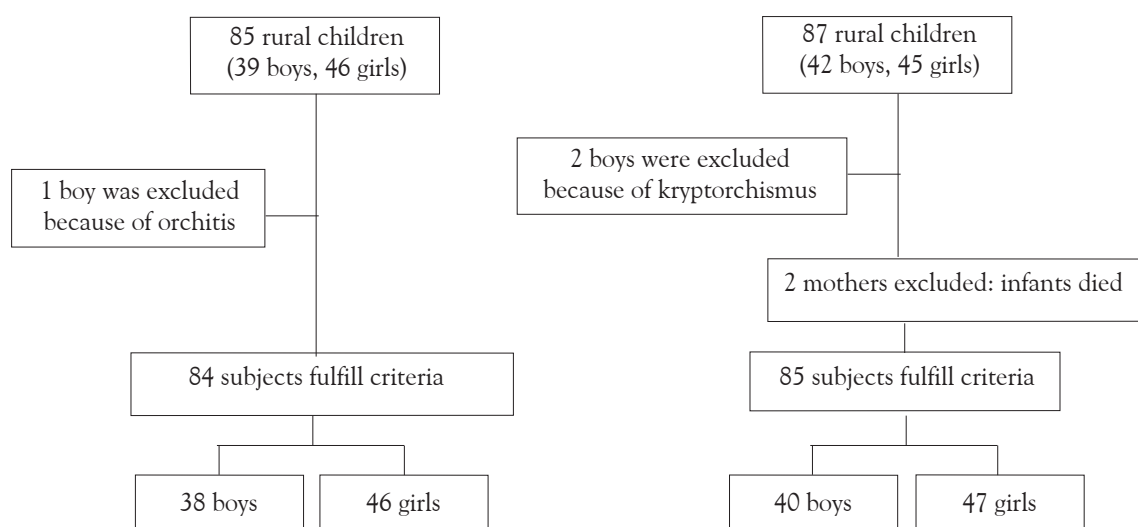 85 rural children
(39 boys, 46 girls)
1 boy was excluded
because of orchitis
84 subjects fulfill criteria
38 boys
46 girls
87 rural children
(42 boys, 45 girls)
2 boys were excluded
because of kryptorchismus
2 mothers excluded: infants died
85 subjects fulfill criteria
40 boys
47 girls